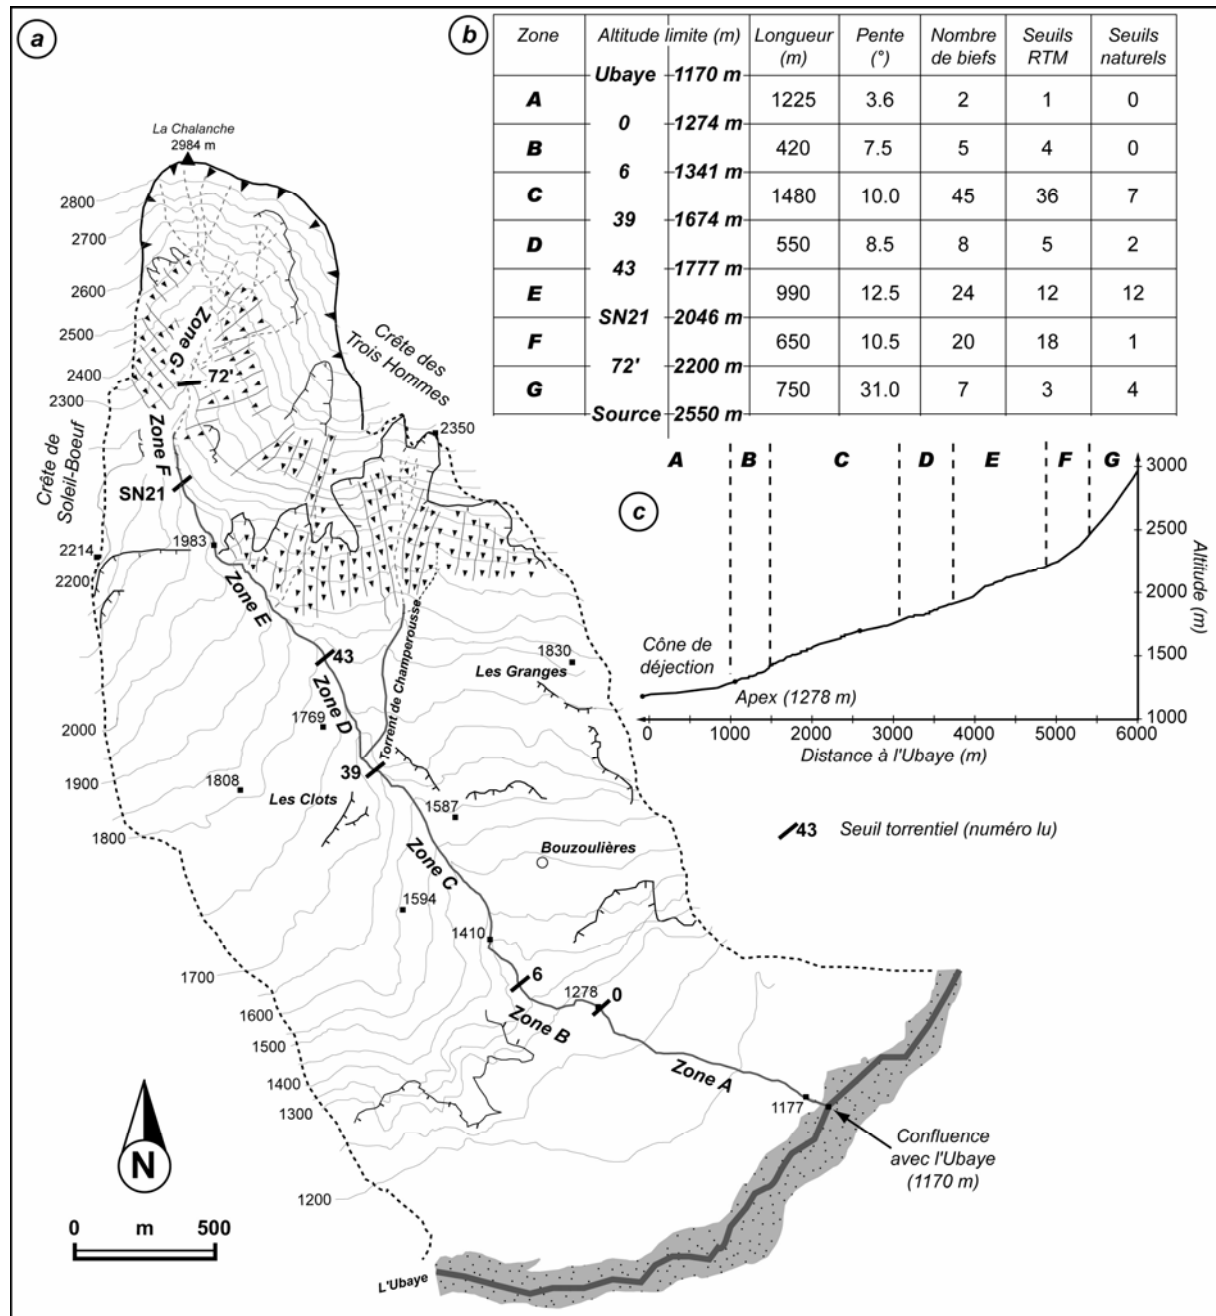 a
La Chalanche
2984 m
2800
2700
2600
2500
2400
2300
Zone G
72'
Crête des
Trois Hommes
2350
Crête de
Soleil-Boeuf
Zone F
SN21
2214
2200
1983
Zone E
43
Torrent de Champerousse
1830
Les Granges
Zone D
1769
2000
1900
1800
39
1808
Les Clots
1587
Zone C
Bouzoulières
1594
1410
1700
6
1278
0
Zone B
1600
1500
1400
1300
Zone A
1177
Confluence
avec l'Ubaye
(1170 m)
N
1200
0 m 500
L'Ubaye
b
Zone Altitude limite (m) Longueur (m) Pente (°) Nombre de biefs Seuils RTM Seuils naturels
Ubaye 1170 m
A 1225 3.6 2 1 0
0 1274 m
B 420 7.5 5 4 0
6 1341 m
C 1480 10.0 45 36 7
39 1674 m
D 550 8.5 8 5 2
43 1777 m
E 990 12.5 24 12 12
SN21 2046 m
F 650 10.5 20 18 1
72' 2200 m
G 750 31.0 7 3 4
Source 2550 m
c
A B C D E F G
3000
2500
2000
1500
1000
Altitude
(m)
Cône de
déjection
Apex (1278 m)
0 1000 2000 3000 4000 5000 6000
Distance à l'Ubaye (m)
43 Seuil torrentiel (numéro lu)